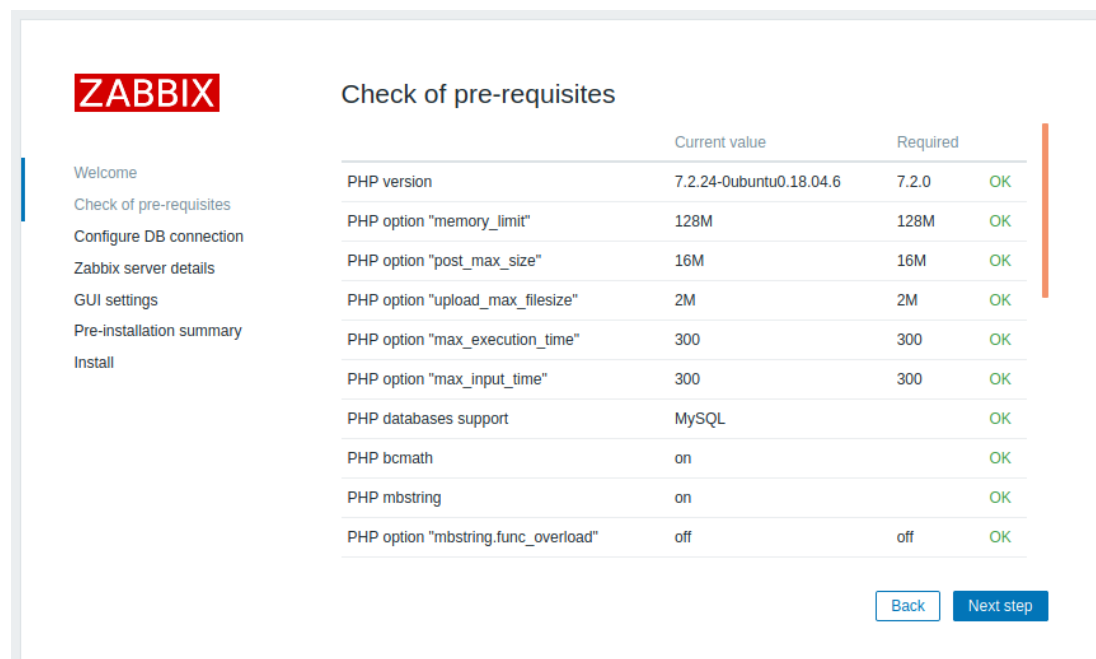 ZABBIX
Check of pre-requisites
Current value Required
Welcome
Check of pre-requisites
Configure DB connection
Zabbix server details
GUI settings
Pre-installation summary
Install
PHP version 7.2.24-0ubuntu0.18.04.6 7.2.0 OK
PHP option "memory_limit" 128M 128M OK
PHP option "post_max_size" 16M 16M OK
PHP option "upload_max_filesize" 2M 2M OK
PHP option "max_execution_time" 300 300 OK
PHP option "max_input_time" 300 300 OK
PHP databases support MySQL OK
PHP bcmath on OK
PHP mbstring on OK
PHP option "mbstring.func_overload" off off OK
Back Next step